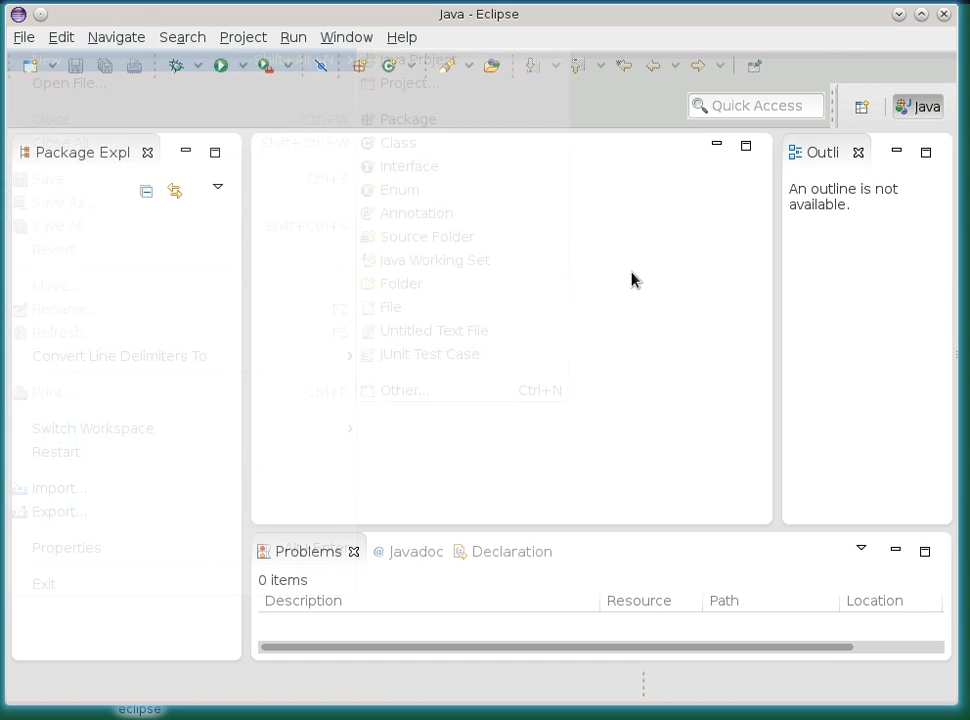 Java - Eclipse
File Edit Navigate Search Project Run Window Help
Java Project
Open File... Project...
Quick Access Java
Close Ctrl+W Package
Close All Shift+Ctrl+W Class
Package Expl Outli
Interface
Save Ctrl+S
Enum
An outline is not
available.
Save As...
Annotation
Save All Shift+Ctrl+S
Source Folder
Revert
Java Working Set
Move...
Folder
Rename... F2 File
Refresh F5 Untitled Text File
Convert Line Delimiters To JUnit Test Case
Print... Ctrl+P Other... Ctrl+N
Switch Workspace
Restart
Import...
Export...
Properties Alt+Enter
Problems Javadoc Declaration
0 items
Exit
Description Resource Path Location
eclipse